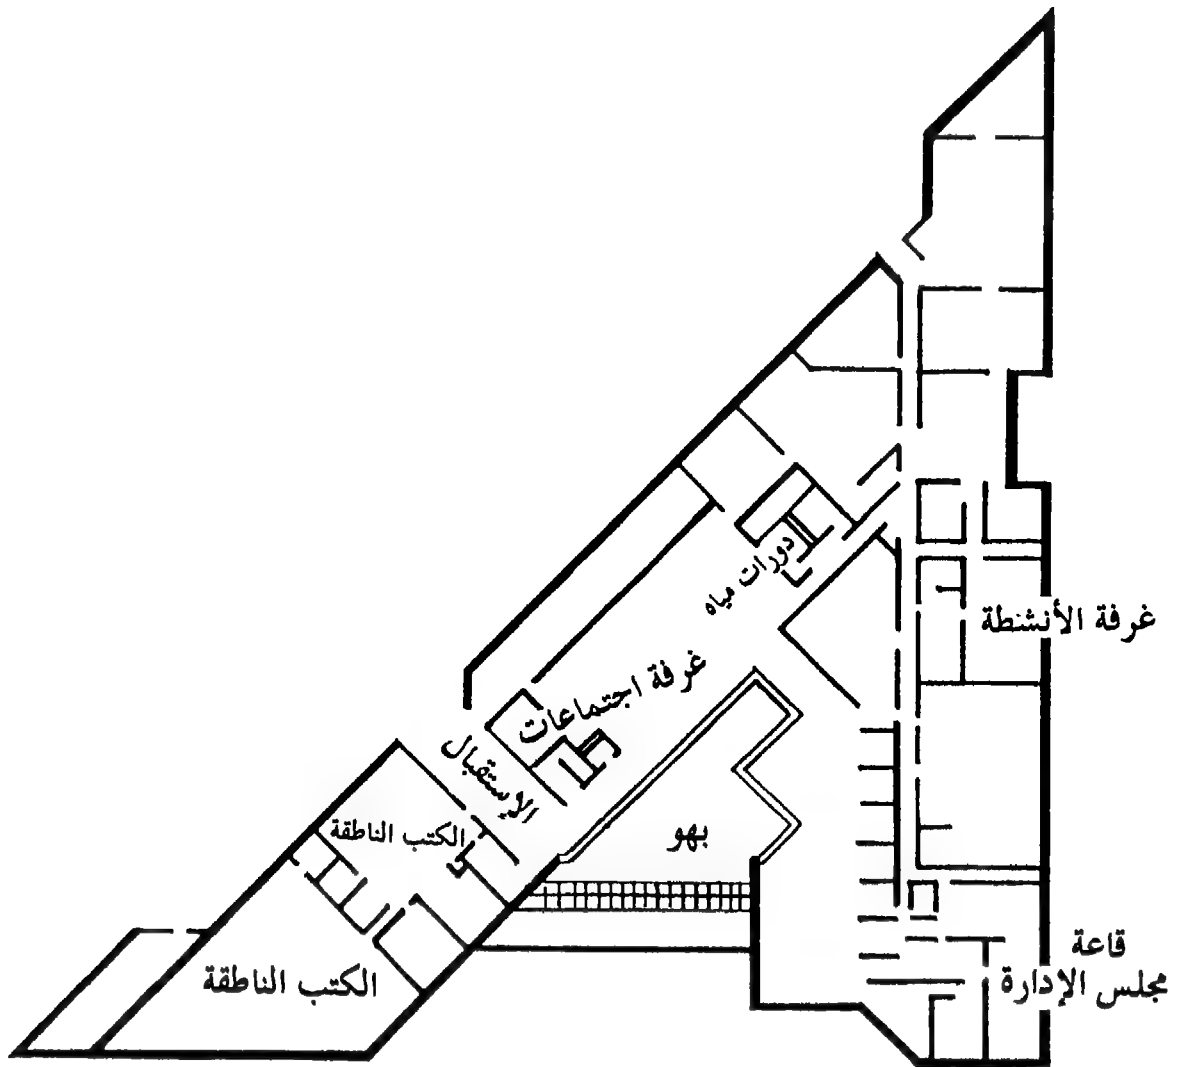 دورات مياه
غرفة الأنشطة
غرفة اجتماعات
الإستقبال
الكتب الناطقة
بهو
قاعة
مجلس الإدارة
الكتب الناطقة